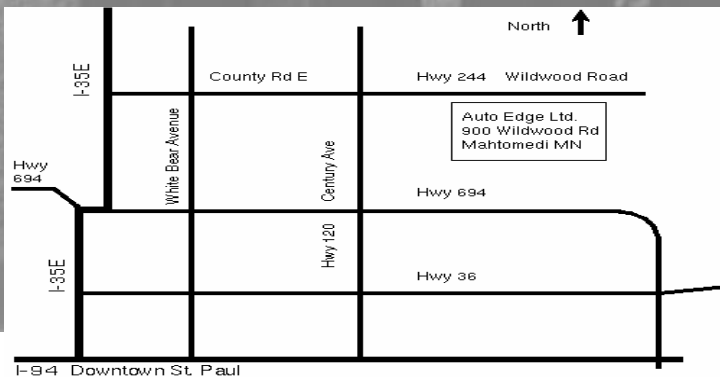 North
I-35E
County Rd E
Hwy 244 Wildwood Road
White Bear Avenue
Century Ave
Auto Edge Ltd.
900 Wildwood Rd
Mahtomedi MN
Hwy
694
Hwy 694
Hwy 120
I-35E
Hwy 36
I-94 Downtown St. Paul